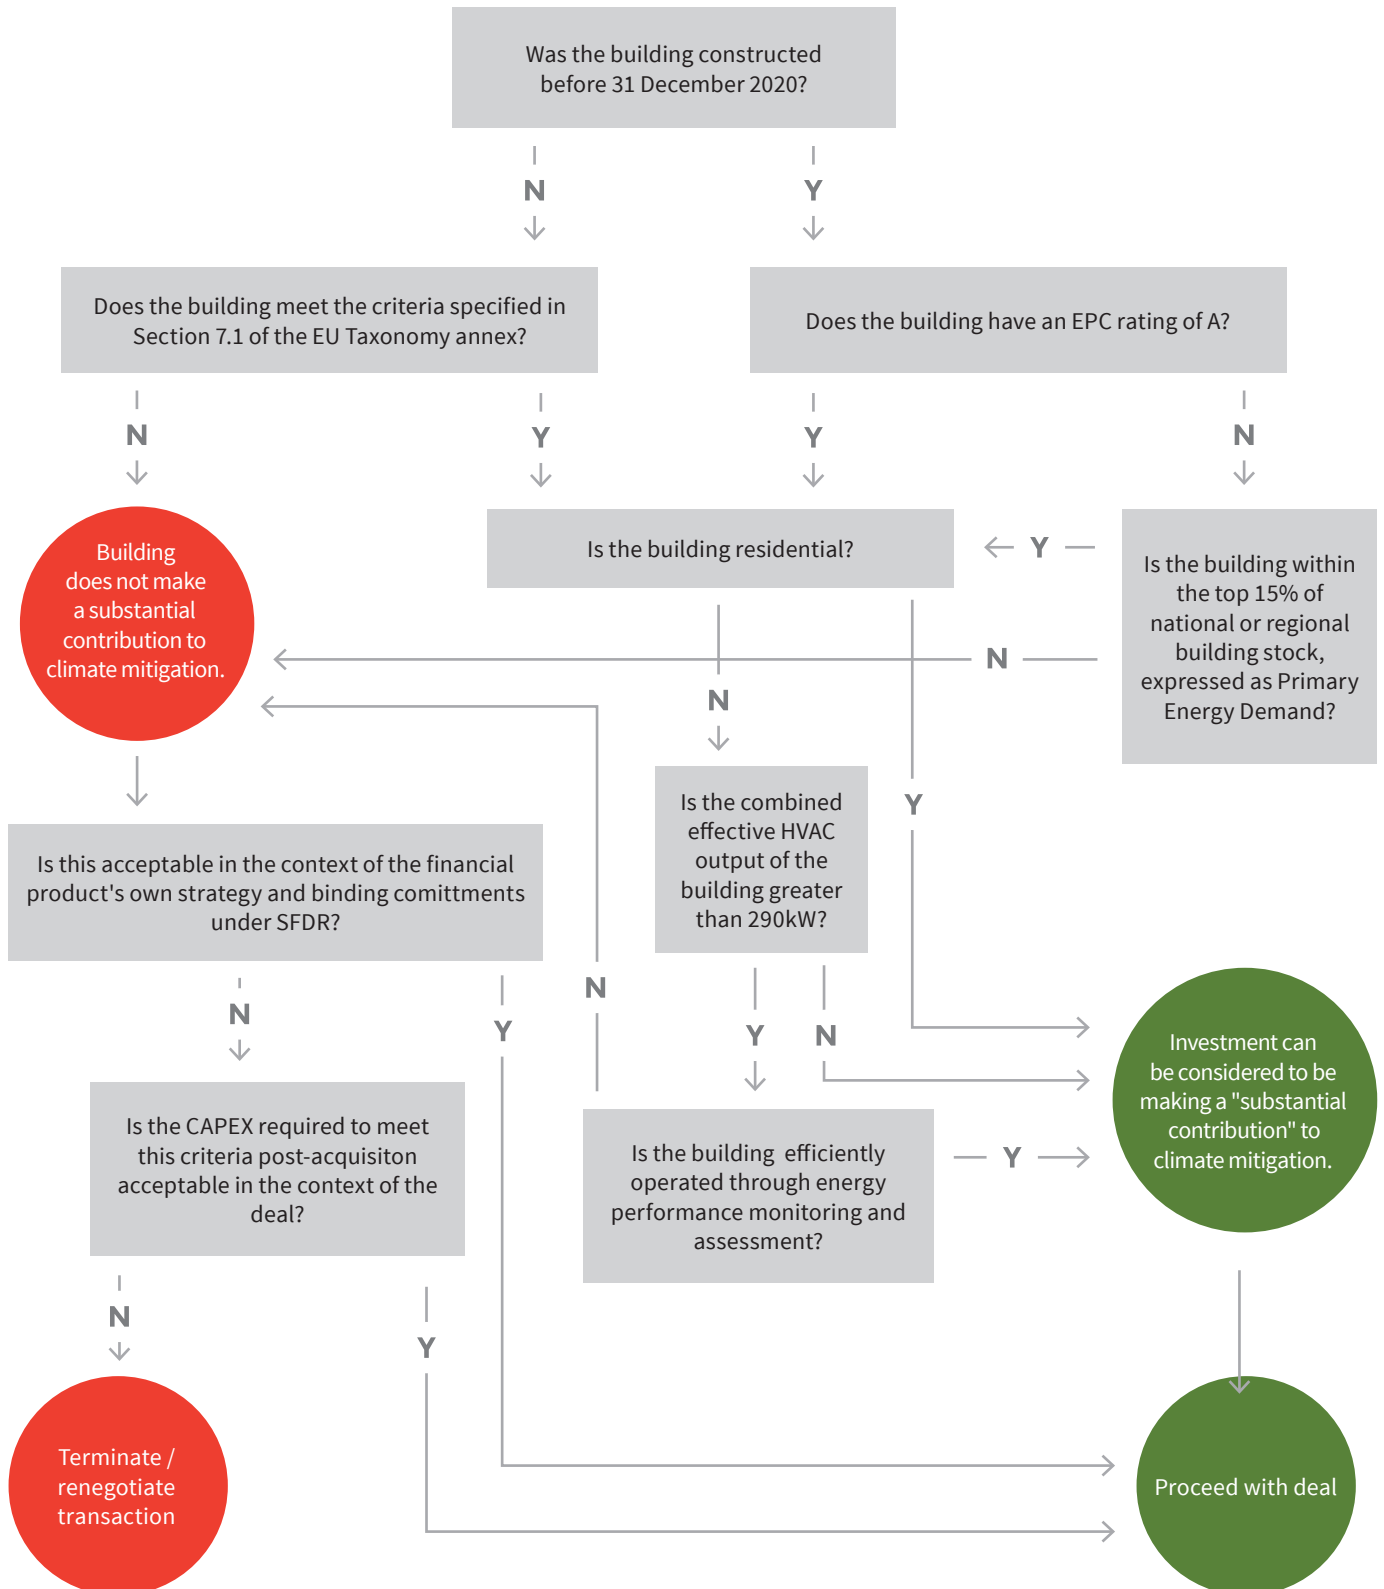 Was the building constructed
before 31 December 2020?
N
Y
Does the building meet the criteria specified in
Section 7.1 of the EU Taxonomy annex?
Does the building have an EPC rating of A?
N
Y
Y
N
Building
does not make
a substantial
contribution to
climate mitigation.
Is the building residential?
Y
Is the building within
the top 15% of
national or regional
building stock,
expressed as Primary
Energy Demand?
N
N
Y
Is the combined
effective HVAC
output of the
building greater
than 290kW?
Is this acceptable in the context of the financial
product's own strategy and binding comittments
under SFDR?
N
Y
N
Y
N
Investment can
be considered to be
making a "substantial
contribution" to
climate mitigation.
Is the CAPEX required to meet
this criteria post-acquisiton
acceptable in the context of the
deal?
Is the building efficiently
operated through energy
performance monitoring and
assessment?
Y
N
Y
Terminate /
renegotiate
transaction
Proceed with deal